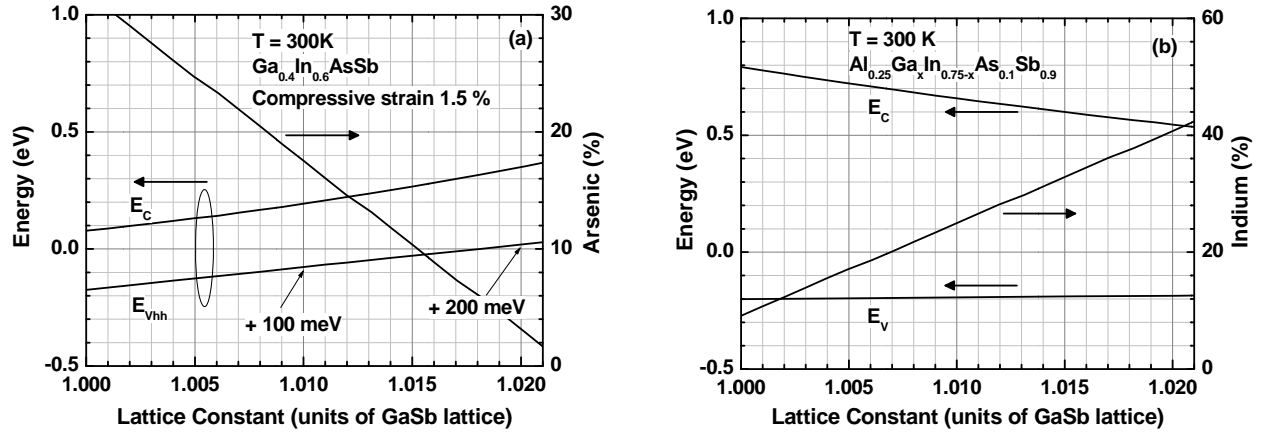 (a)
T = 300K
Ga0.4In0.6AsSb
Compressive strain 1.5 %
Energy (eV)
1.0
0.5
0.0
-0.5
EC
EVhh
+ 100 meV
+ 200 meV
30
20
10
0
Arsenic (%)
1.000 1.005 1.010 1.015 1.020
Lattice Constant (units of GaSb lattice)
(b)
T = 300 K
Al0.25GaxIn0.75-xAs0.1Sb0.9
Energy (eV)
1.0
0.5
0.0
-0.5
EC
EV
60
40
20
0
Indium (%)
1.000 1.005 1.010 1.015 1.020
Lattice Constant (units of GaSb lattice)